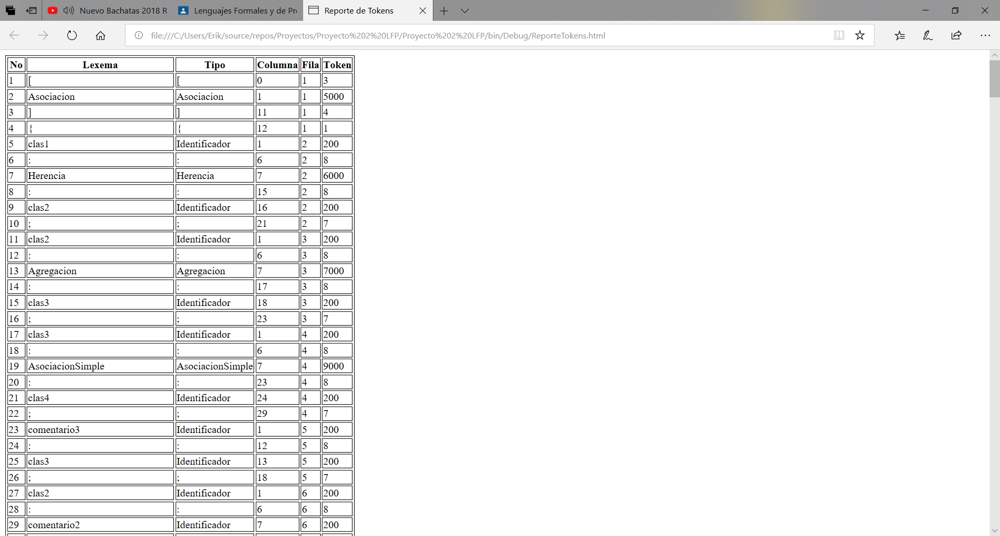 Nuevo Bachatas 2018 R
Lenguajes Formales y de Pr
Reporte de Tokens
file:///C:/Users/Erik/source/repos/Proyectos/Proyecto%202%20LFP/Proyecto%202%20LFP/bin/Debug/ReporteTokens.html
No Lexema Tipo Columna Fila Token
1 [ [ 0 1 3
2 Asociacion Asociacion 1 1 5000
3 ] ] 11 1 4
4 { { 12 1 1
5 clas1 Identificador 1 2 200
6 : : 6 2 8
7 Herencia Herencia 7 2 6000
8 : : 15 2 8
9 clas2 Identificador 16 2 200
10 ; ; 21 2 7
11 clas2 Identificador 1 3 200
12 : : 6 3 8
13 Agregacion Agregacion 7 3 7000
14 : : 17 3 8
15 clas3 Identificador 18 3 200
16 ; ; 23 3 7
17 clas3 Identificador 1 4 200
18 : : 6 4 8
19 AsociacionSimple AsociacionSimple 7 4 9000
20 : : 23 4 8
21 clas4 Identificador 24 4 200
22 ; ; 29 4 7
23 comentario3 Identificador 1 5 200
24 : : 12 5 8
25 clas3 Identificador 13 5 200
26 ; ; 18 5 7
27 clas2 Identificador 1 6 200
28 : : 6 6 8
29 comentario2 Identificador 7 6 200